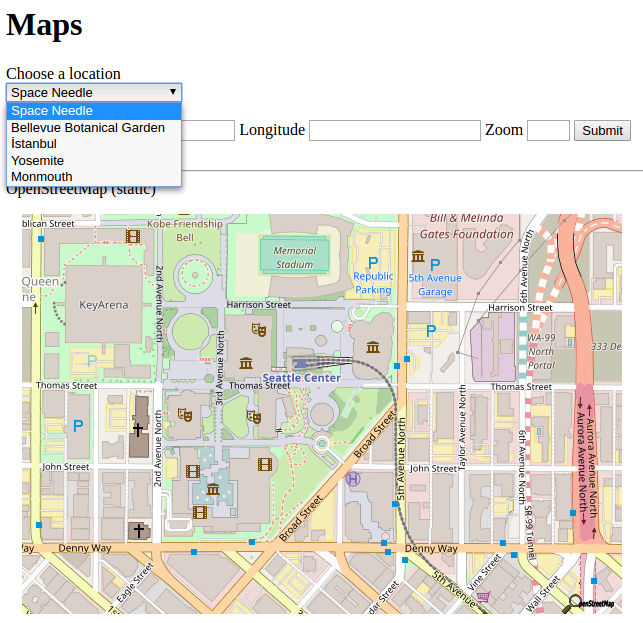 Maps
Choose a location
Space Needle
Space Needle
Bellevue Botanical Garden
İstanbul
Yosemite
Monmouth
Longitude
Zoom
Submit
OpenStreetMap (static)
blican Street
Kobe Friendship
Bell
Bill & Melinda
Gates Foundation
Memorial
Stadium
6th Avenue North
Queen
ne
KeyArena
2nd Avenue North
Republic
Parking
5th Avenue
Garage
Harrison Street
Harrison Street
3rd Avenue North
WA-99
North
Portal
333 De
Seattle Center
Thomas Street
Thomas Street
Thomas Street
2nd Avenue North
Broad Street
5th Avenue North
Taylor Avenue North
6th Avenue North
Aurora Avenue North
Aurora Avenue North
John Street
John Street
Broad Street
SR-99 Tunnel
Way
Denny Way
Denny Way
Eagle Street
dar Street
5th Avenue
Vine Street
Wall Street
OpenStreetMap